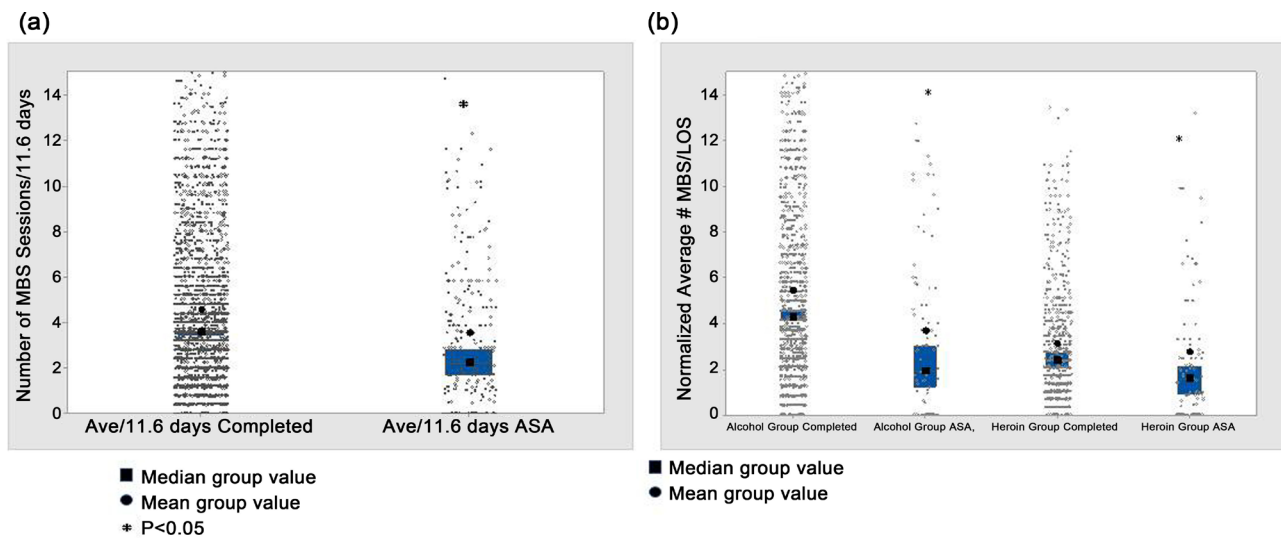 (a)
Number of MBS Sessions/11.6 days
14
12
10
8
6
4
2
0
Ave/11.6 days Completed
Ave/11.6 days ASA
*
■ Median group value
● Mean group value
* P<0.05
(b)
Normalized Average # MBS/LOS
14
12
10
8
6
4
2
0
*
*
Alcohol Group Completed
Alcohol Group ASA,
Heroin Group Completed
Heroin Group ASA
■ Median group value
● Mean group value